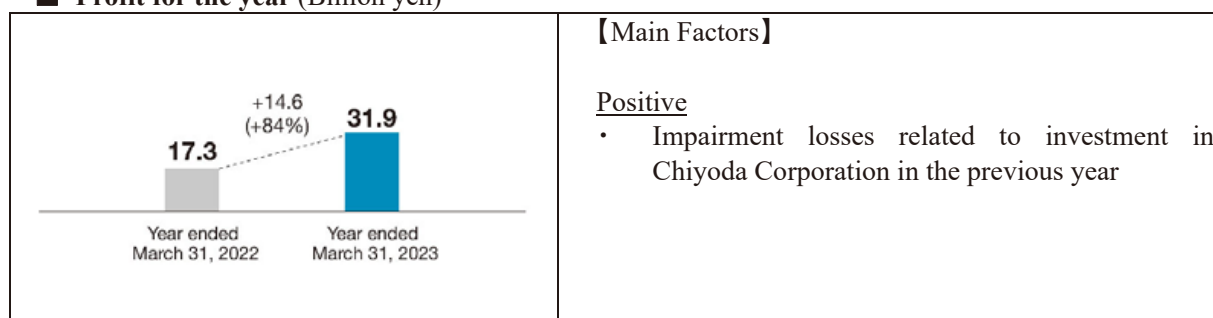 ■ Profit for the year (Billion yen)
【Main Factors】
Positive
・ Impairment losses related to investment in
Chiyoda Corporation in the previous year
+14.6
(+84%)
17.3
31.9
Year ended
March 31, 2022
Year ended
March 31, 2023